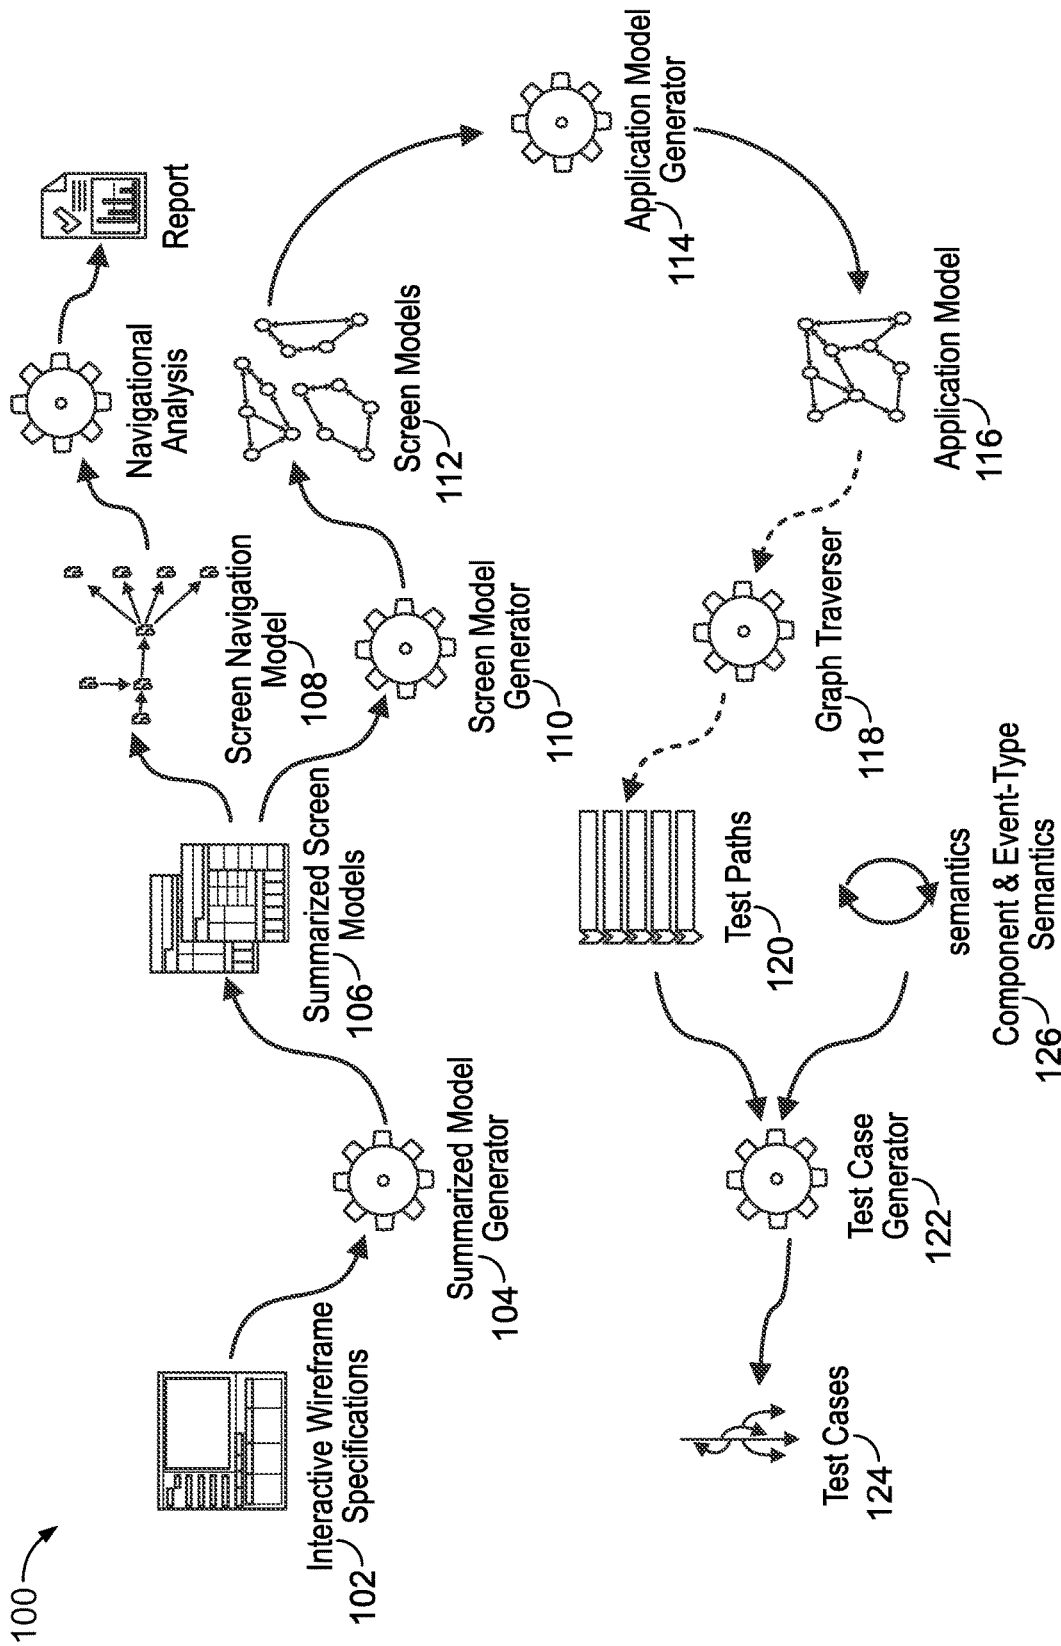 100
Interactive Wireframe
Specifications
102
Summarized Model
Generator
104
Summarized Screen
Models
106
Screen Navigation
Model
108
Navigational
Analysis
Report
Screen Model
Generator
110
Screen Models
112
Application Model
Generator
114
Application Model
116
Graph Traverser
118
Test Paths
120
semantics
Component & Event-Type
Semantics
126
Test Case
Generator
122
Test Cases
124